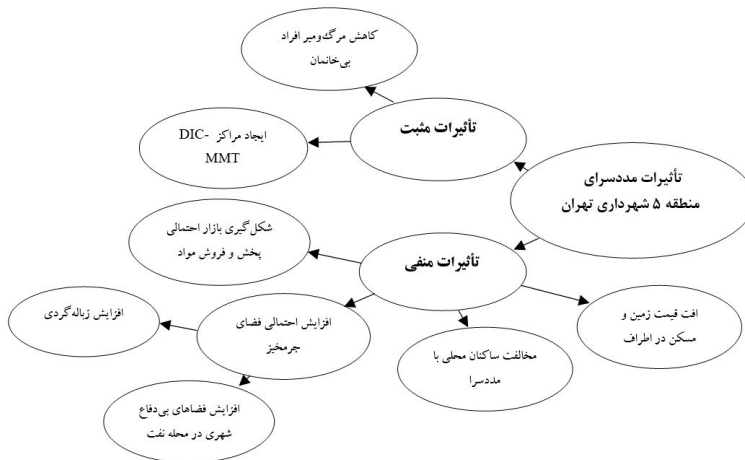 کاهش مرگ‌ومیر افراد
بی‌خانمان
تأثیرات مثبت
ایجاد مراکز DIC-
MMT
تأثیرات مددسرای
منطقه ۵ شهرداری تهران
شکل‌گیری بازار احتمالی
پخش و فروش مواد
تأثیرات منفی
افت قیمت زمین و
مسکن در اطراف
افزایش احتمالی فضای
جرمخیز
افزایش زباله‌گردی
مخالفت ساکنان محلی با
مددسرا
افزایش فضاهای بی‌دفاع
شهری در محله نفت